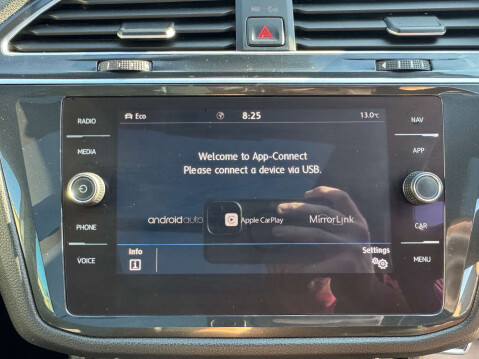 RADIO
MEDIA
PHONE
VOICE
Eco
8:25
13.0°C
Welcome to App-Connect
Please connect a device via USB.
androidauto
Apple CarPlay
MirrorLink
Info
Settings
NAV
APP
CAR
MENU